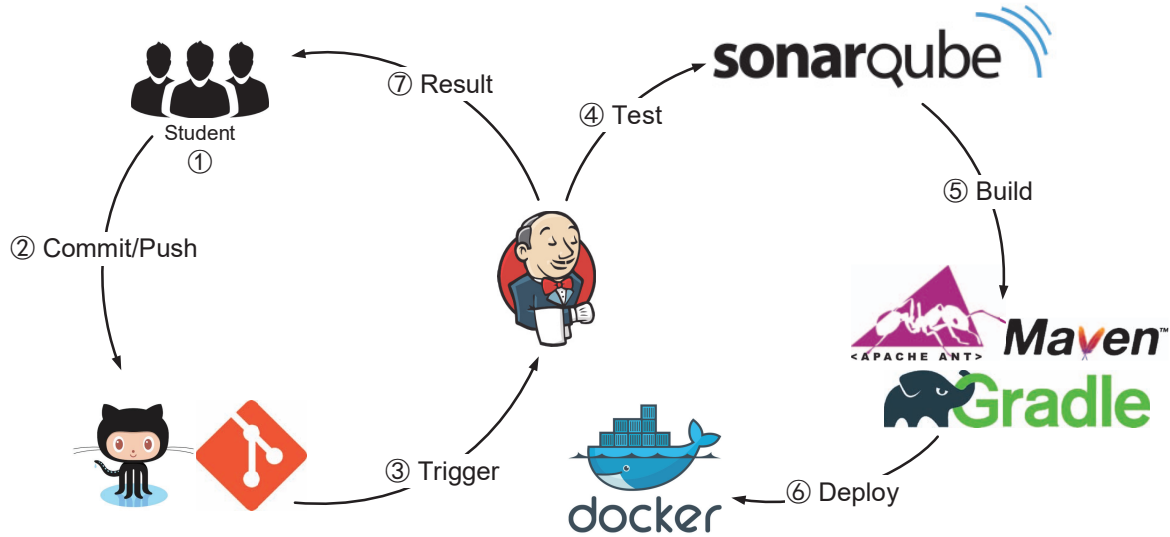 Student
①
② Commit/Push
③ Trigger
④ Test
sonarqube
⑤ Build
<APACHE ANT>
Maven™
Gradle
⑥ Deploy
docker
⑦ Result